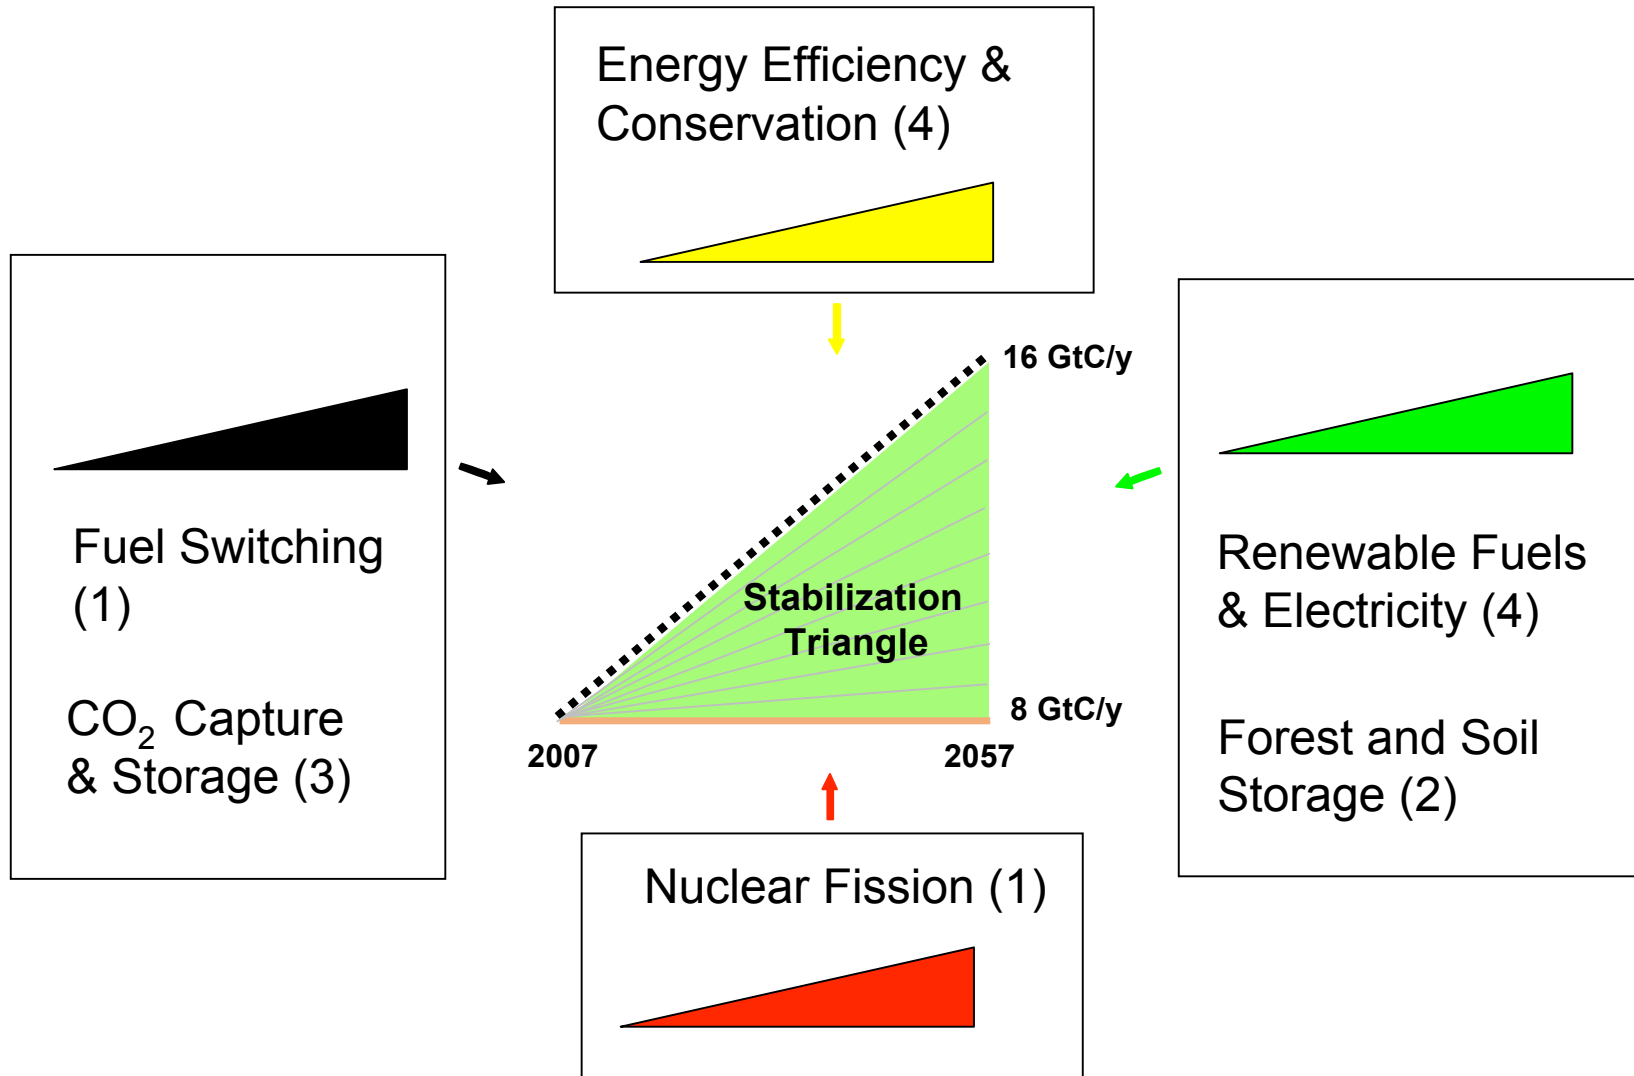 Energy Efficiency &
Conservation (4)
Fuel Switching
(1)
CO₂ Capture
& Storage (3)
16 GtC/y
Stabilization
Triangle
8 GtC/y
2007
2057
Renewable Fuels
& Electricity (4)
Forest and Soil
Storage (2)
Nuclear Fission (1)